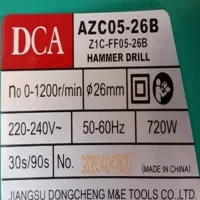 DCA AZC05-26B
Z1C-FF05-26B
HAMMER DRILL
no 0-1200r/min ø26mm
220-240V~ 50-60Hz 720W
30s/90s No.
(MADE IN CHINA)
JIANGSU DONGCHENG M&E TOOLS CO.,LTD.